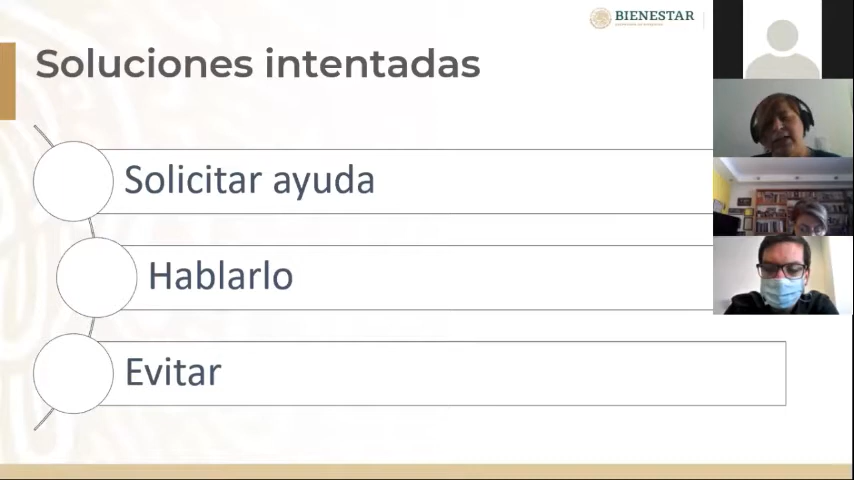 BIENESTAR
Soluciones intentadas
Solicitar ayuda
Hablarlo
Evitar